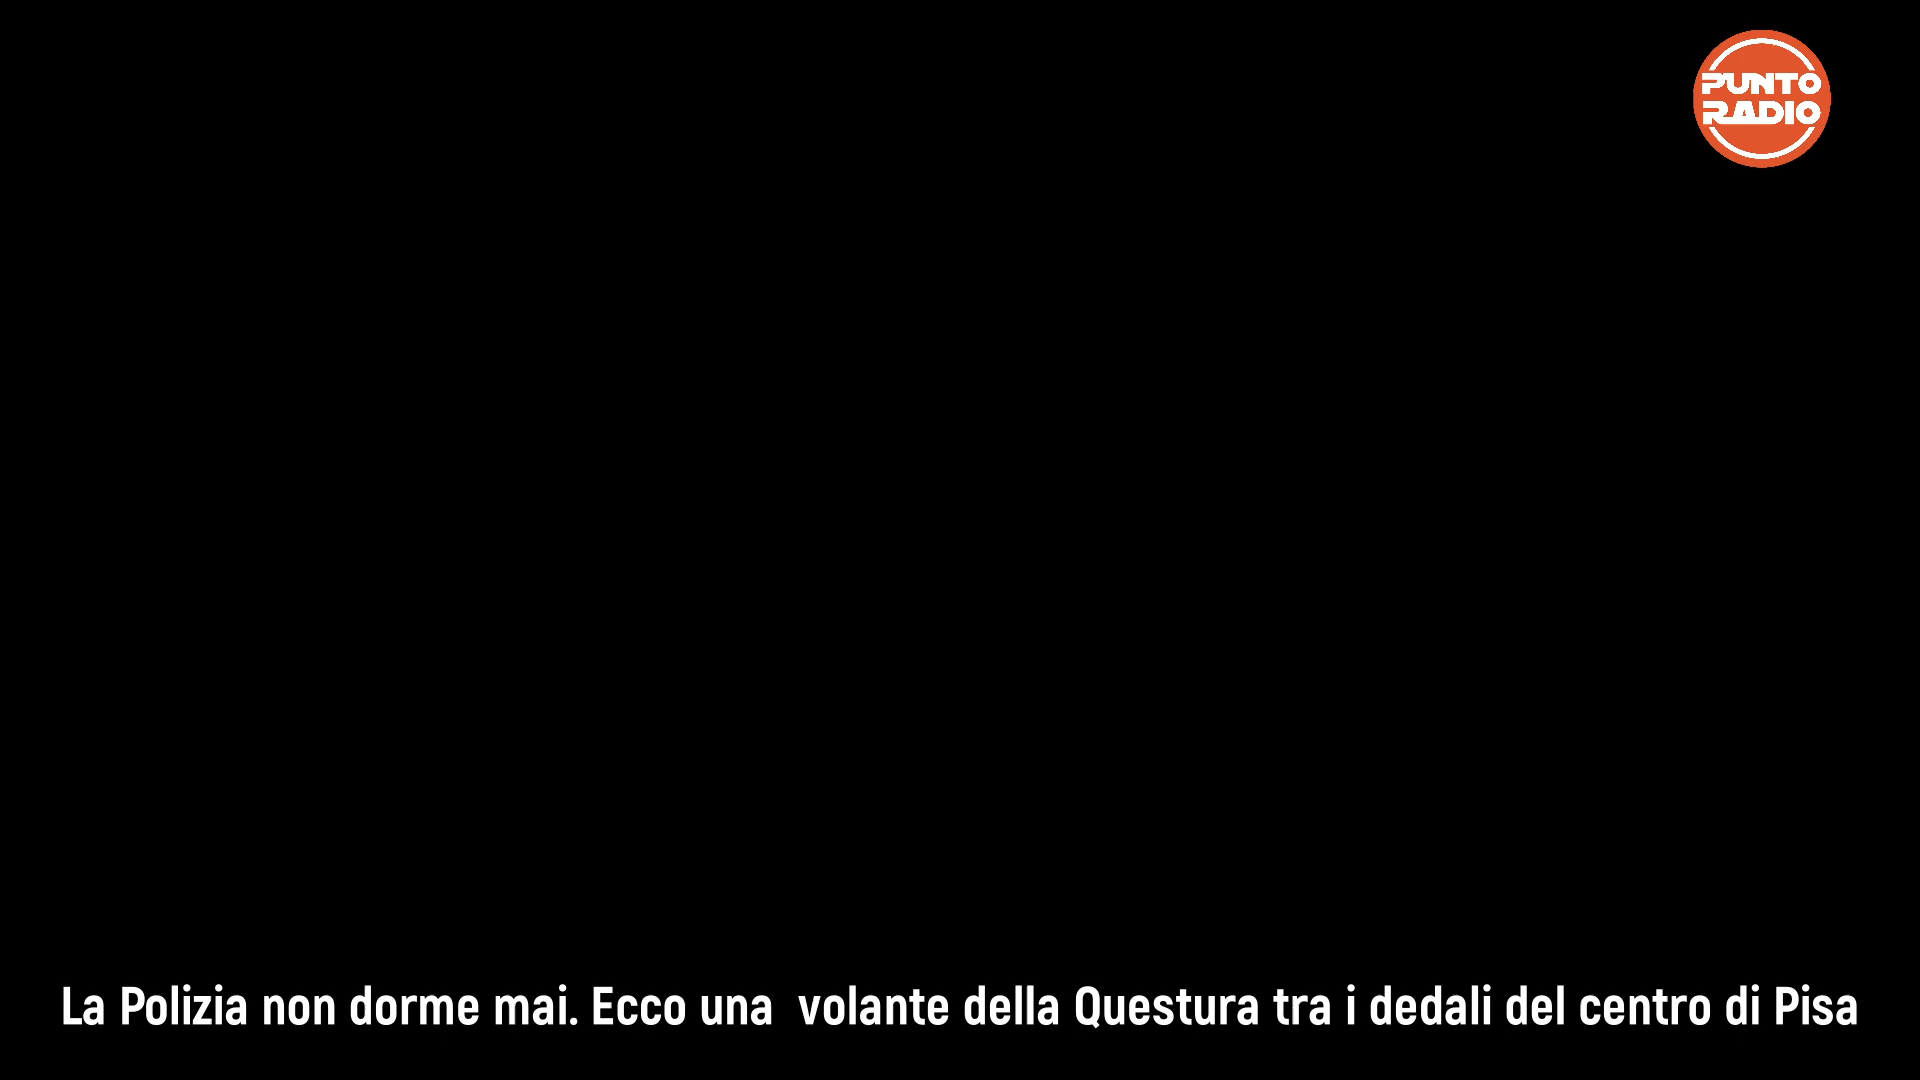 PUNTO
RADIO
La Polizia non dorme mai. Ecco una  volante della Questura tra i dedali del centro di Pisa